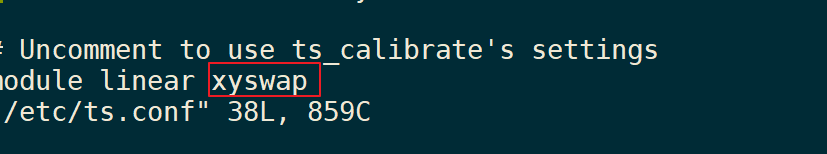 # Uncomment to use ts_calibrate's settings
module linear xyswap
"/etc/ts.conf" 38L, 859C